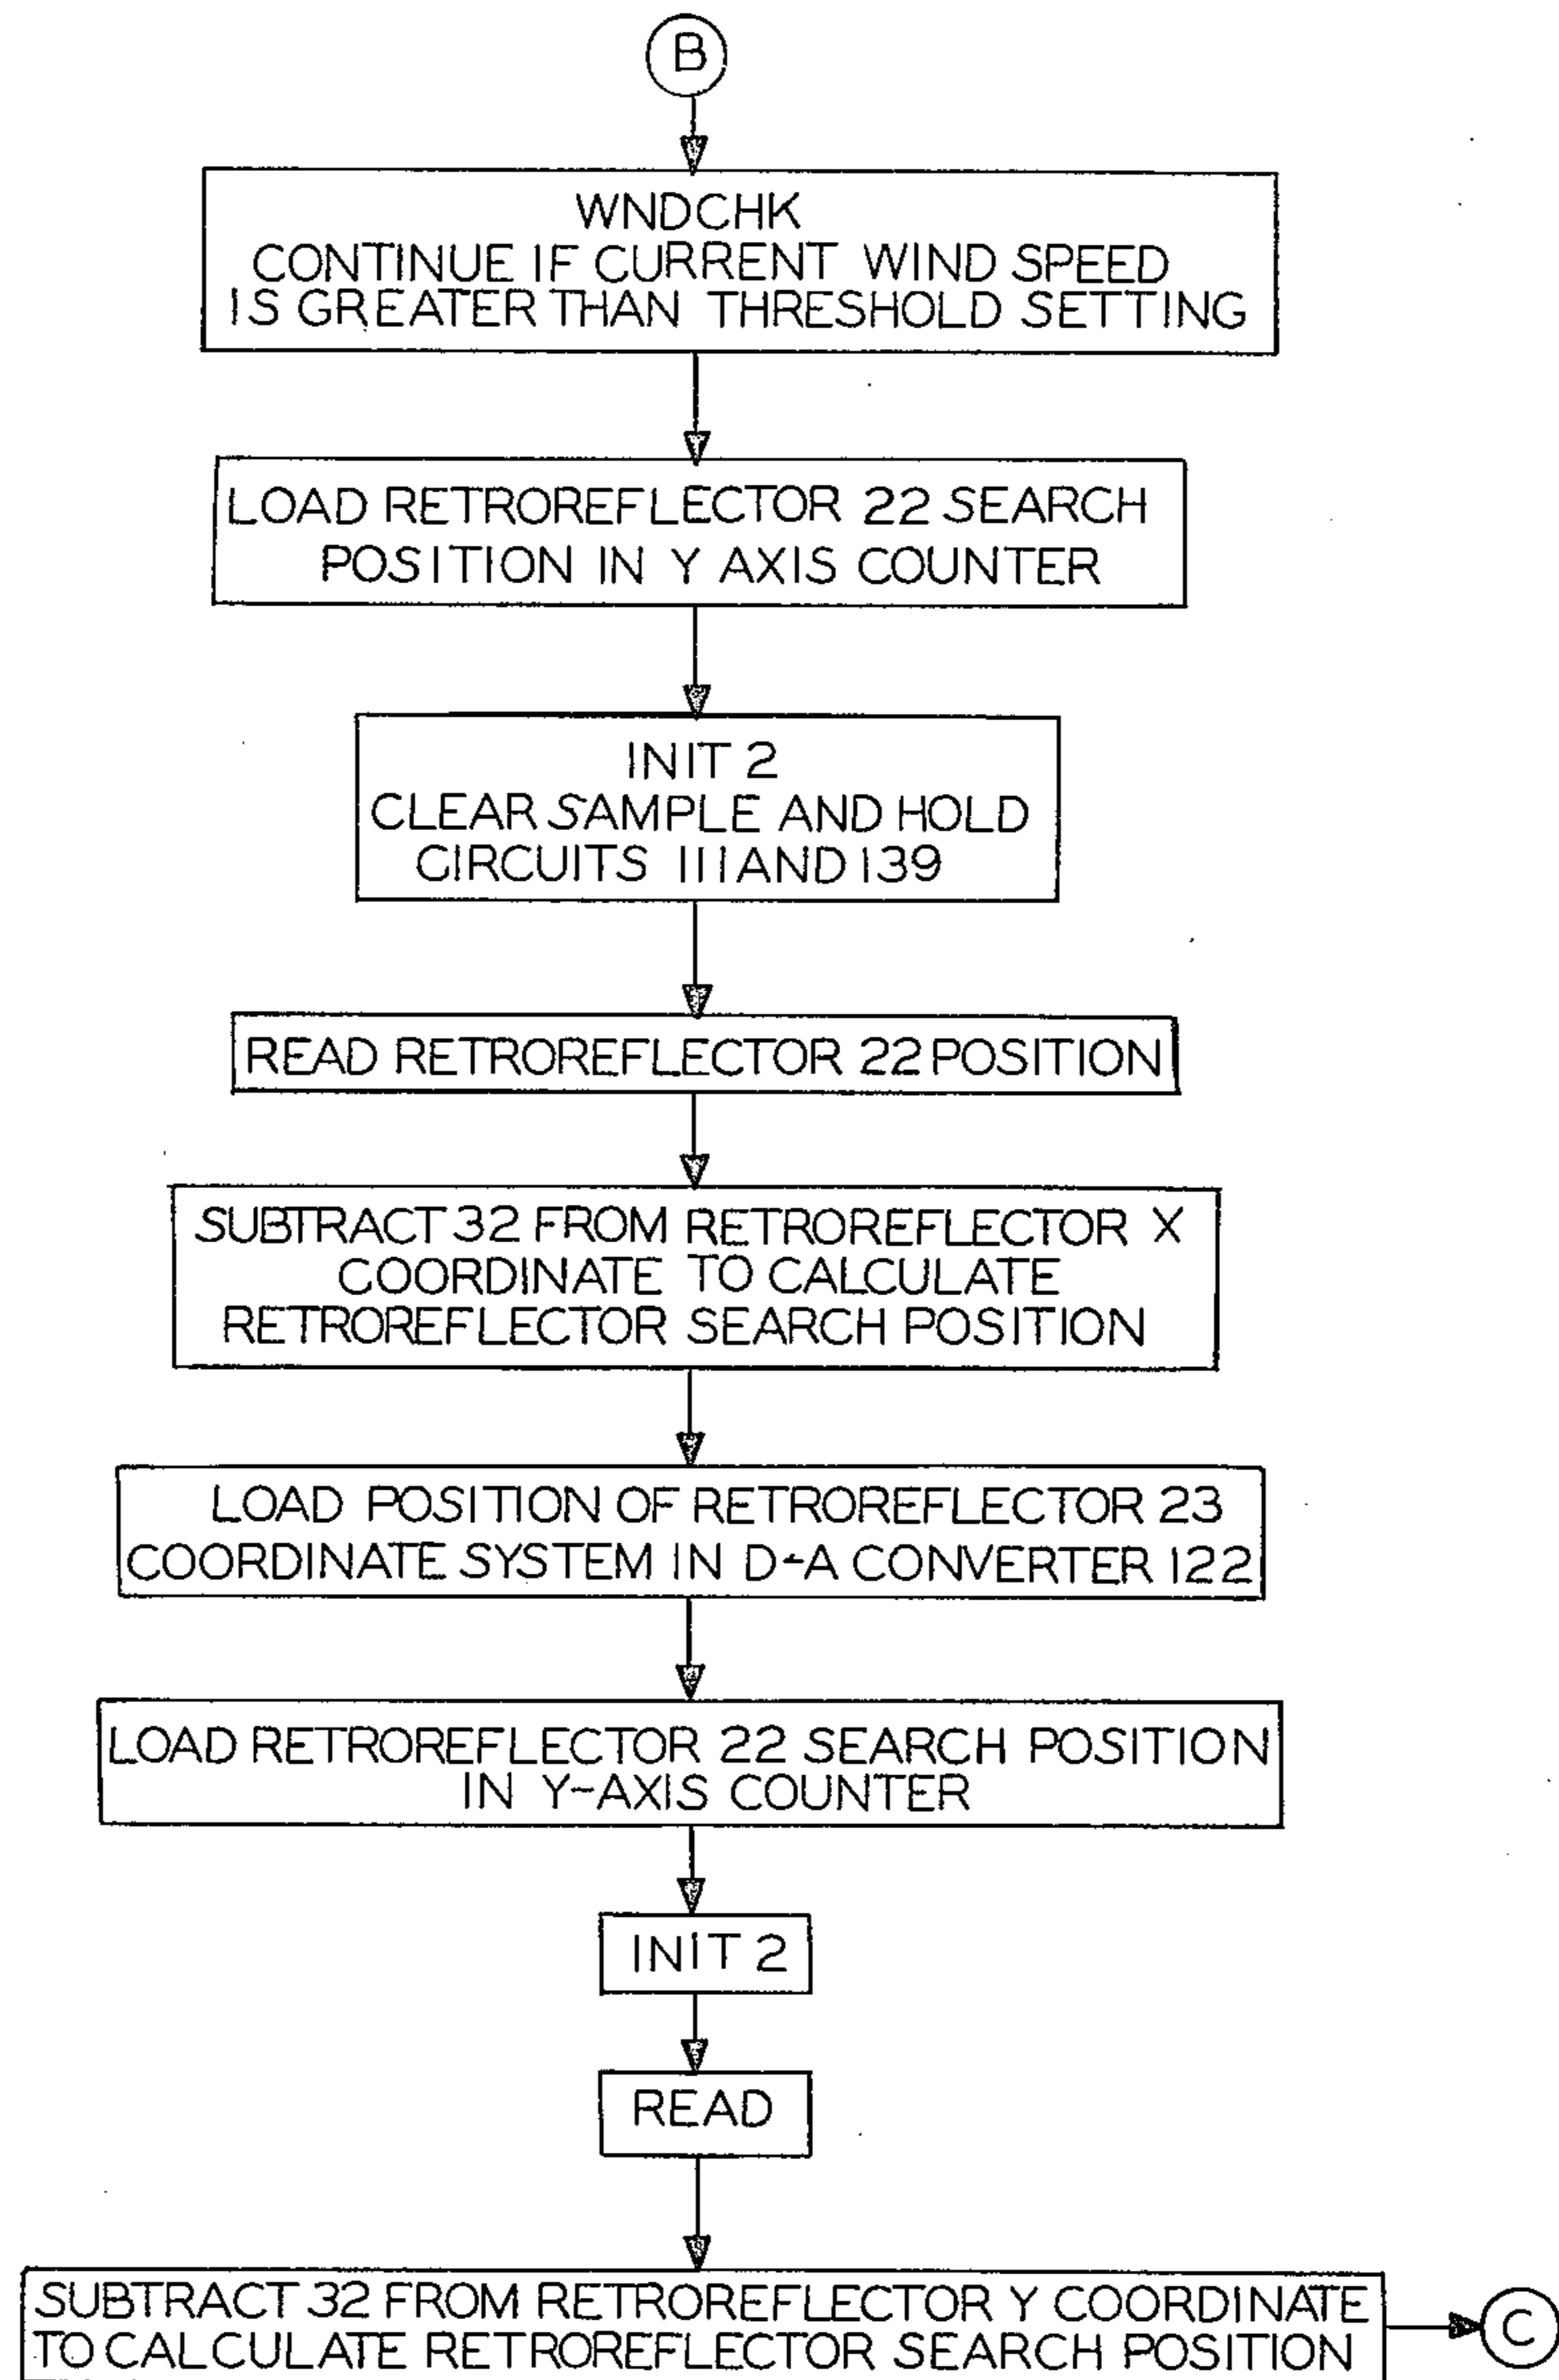 B
WNDCHK
CONTINUE IF CURRENT WIND SPEED
IS GREATER THAN THRESHOLD SETTING
LOAD RETROREFLECTOR 22 SEARCH
POSITION IN Y AXIS COUNTER
INIT 2
CLEAR SAMPLE AND HOLD
CIRCUITS 111 AND 139
READ RETROREFLECTOR 22 POSITION
SUBTRACT 32 FROM RETROREFLECTOR X
COORDINATE TO CALCULATE
RETROREFLECTOR SEARCH POSITION
LOAD POSITION OF RETROREFLECTOR 23
COORDINATE SYSTEM IN D-A CONVERTER 122
LOAD RETROREFLECTOR 22 SEARCH POSITION
IN Y-AXIS COUNTER
INIT 2
READ
SUBTRACT 32 FROM RETROREFLECTOR Y COORDINATE
TO CALCULATE RETROREFLECTOR SEARCH POSITION
C